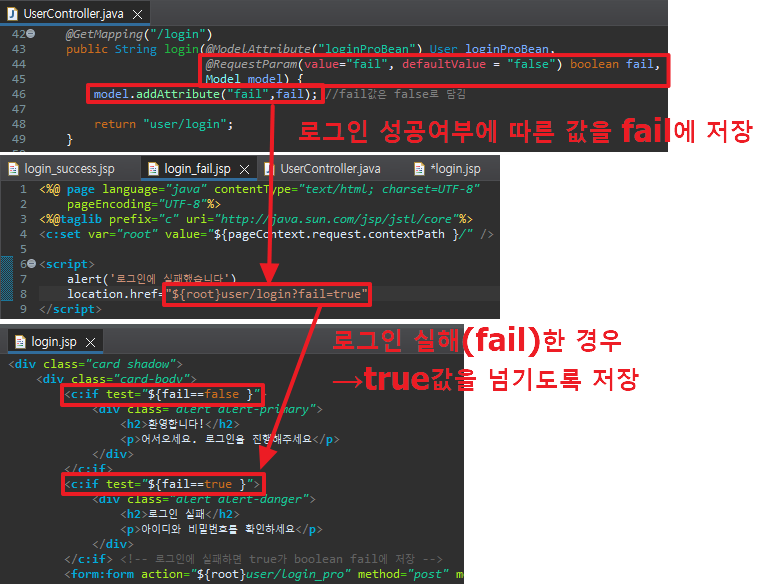 UserController.java
42 @GetMapping("/login")
43 public String login(@ModelAttribute("loginProBean") User loginProBean,
44 @RequestParam(value="fail", defaultValue = "false") boolean fail,
45 Model model) {
46 model.addAttribute("fail",fail); //fail값은 false로 담김
47
48 return "user/login";
49 }
로그인 성공여부에 따른 값을 fail에 저장
login_success.jsp login_fail.jsp UserController.java *login.jsp
1 <%@ page language="java" contentType="text/html; charset=UTF-8"
2 pageEncoding="UTF-8"%>
3 <%@taglib prefix="c" uri="http://java.sun.com/jsp/jstl/core"%>
4 <c:set var="root" value="${pageContext.request.contextPath }/" />
5
6 <script>
7 alert('로그인에 실패했습니다')
8 location.href="${root}user/login?fail=true"
9 </script>
login.jsp
로그인 실해(fail)한 경우
→true값을 넘기도록 저장
<div class="card shadow">
<div class="card-body">
<c:if test="${fail==false }">
<div class="alert alert-primary">
<h2>환영합니다!</h2>
<p>어서오세요. 로그인을 진행해주세요</p>
</div>
</c:if>
<c:if test="${fail==true }">
<div class="alert alert-danger">
<h2>로그인 실패</h2>
<p>아이디와 비밀번호를 확인하세요</p>
</div>
</c:if> <!-- 로그인에 실패하면 true가 boolean fail에 저장 -->
<form:form action="${root}user/login_pro" method="post" m